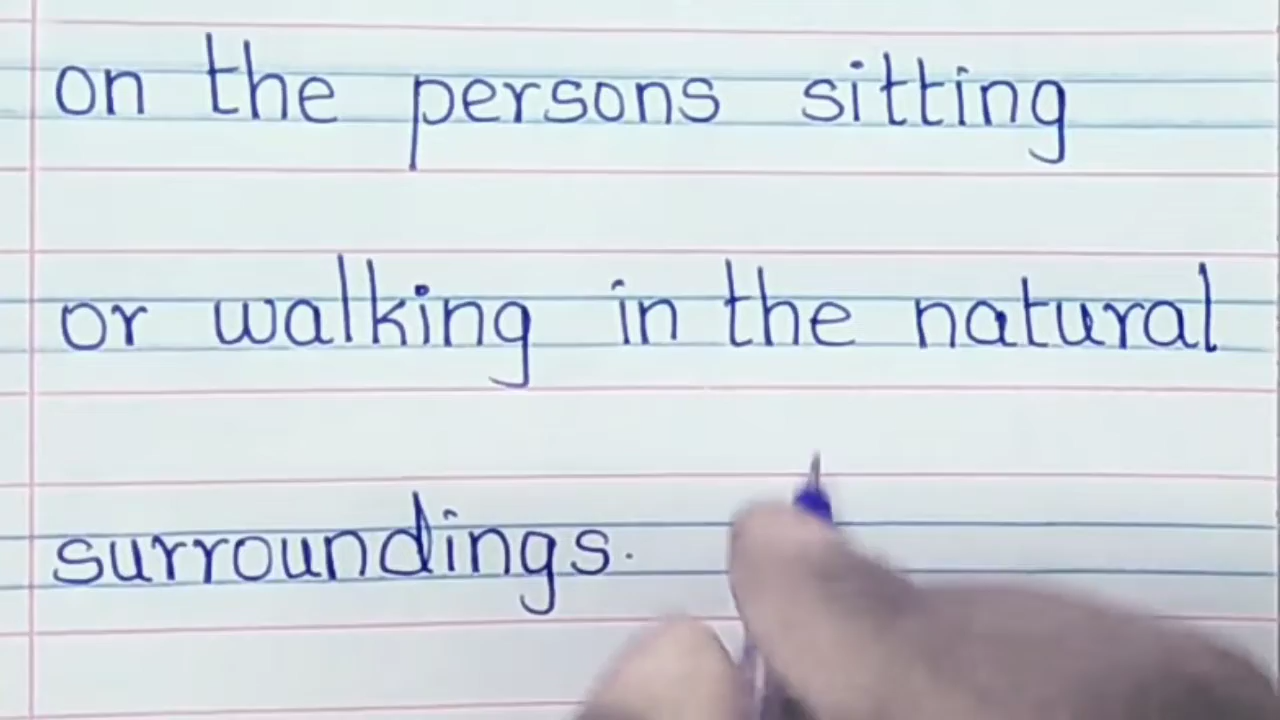 on the persons sitting
or walking in the natural
surroundings.